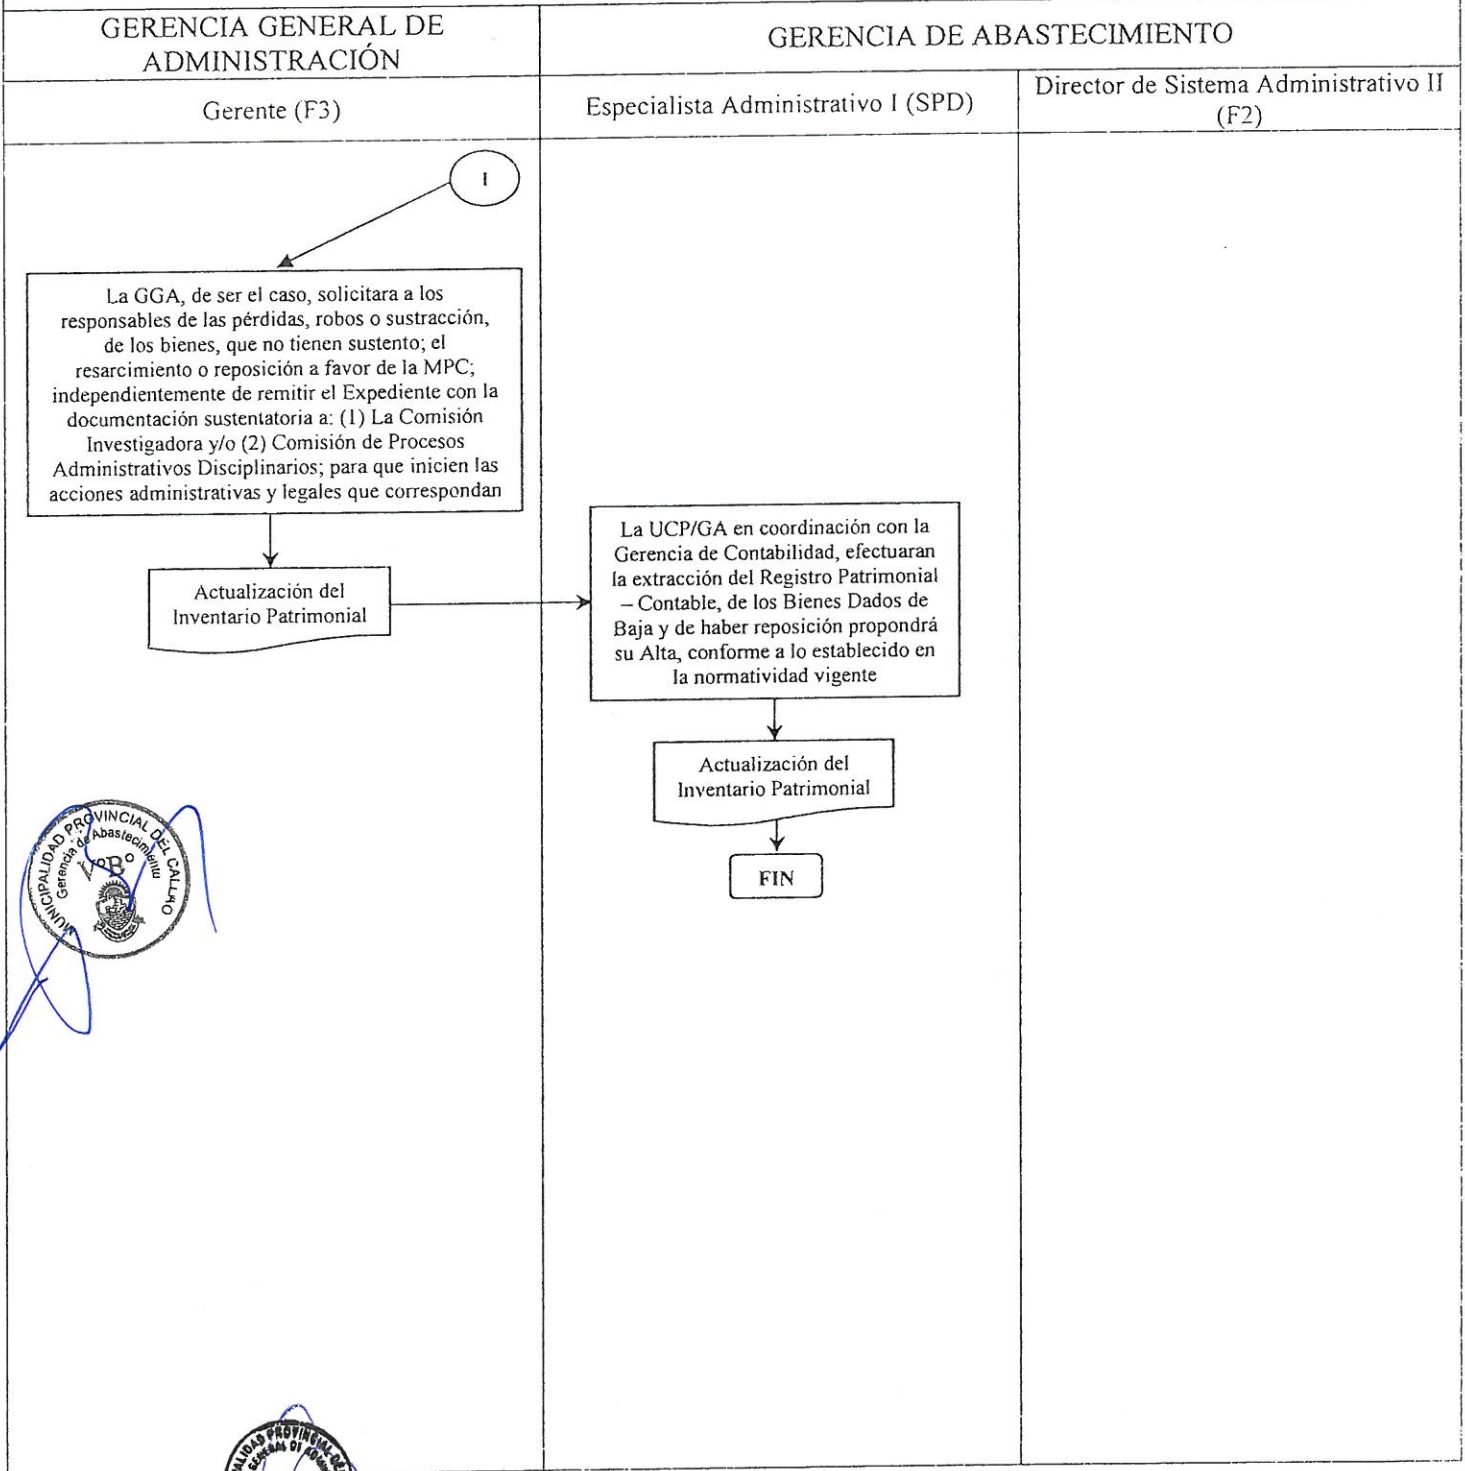 GERENCIA GENERAL DE
ADMINISTRACIÓN
GERENCIA DE ABASTECIMIENTO
Gerente (F3)
Especialista Administrativo I (SPD)
Director de Sistema Administrativo II
(F2)
1
La GGA, de ser el caso, solicitara a los
responsables de las pérdidas, robos o sustracción,
de los bienes, que no tienen sustento; el
resarcimiento o reposición a favor de la MPC;
independientemente de remitir el Expediente con la
documentación sustentatoria a: (1) La Comisión
Investigadora y/o (2) Comisión de Procesos
Administrativos Disciplinarios; para que inicien las
acciones administrativas y legales que correspondan
Actualización del
Inventario Patrimonial
La UCP/GA en coordinación con la
Gerencia de Contabilidad, efectuaran
la extracción del Registro Patrimonial
– Contable, de los Bienes Dados de
Baja y de haber reposición propondrá
su Alta, conforme a lo establecido en
la normatividad vigente
Actualización del
Inventario Patrimonial
FIN
MUNICIPALIDAD PROVINCIAL DEL CALLAO
Gerencia de Abastecimiento
VºBº
PROVINCIAL